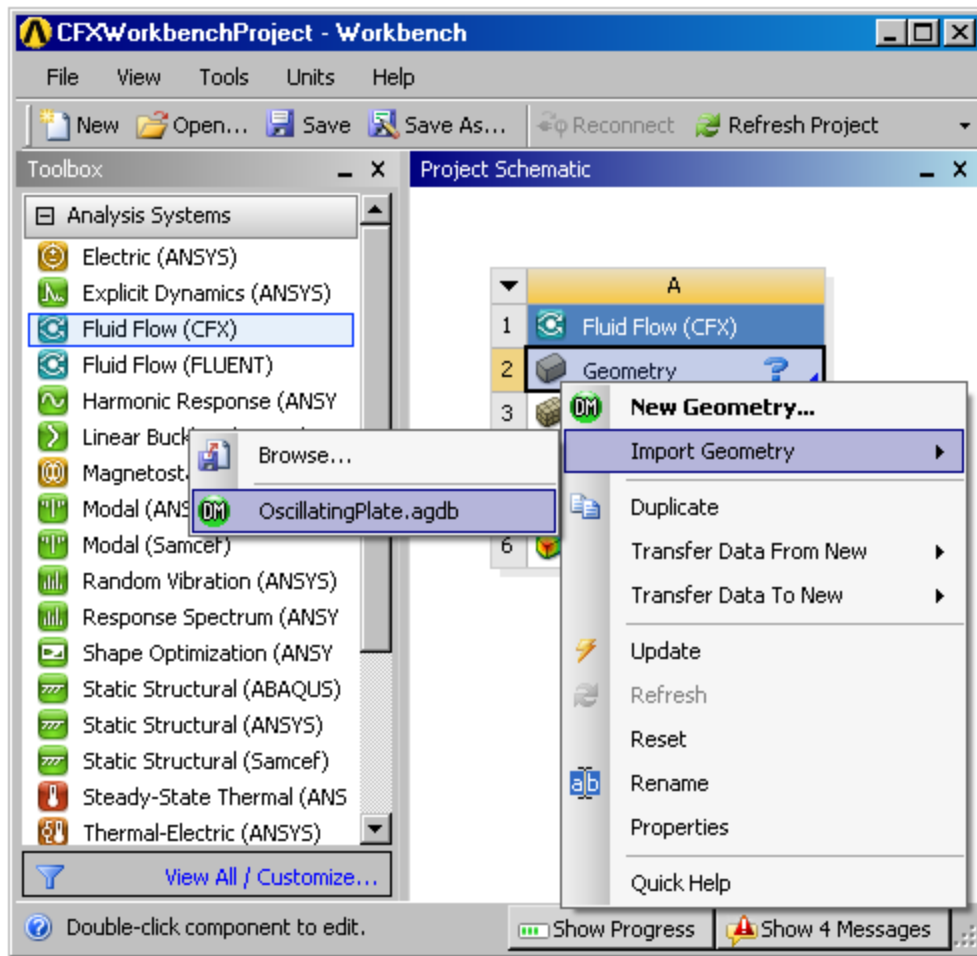 CFXWorkbenchProject - Workbench
File View Tools Units Help
New Open... Save Save As... Reconnect Refresh Project
Toolbox
Project Schematic
Analysis Systems
Electric (ANSYS)
Explicit Dynamics (ANSYS)
Fluid Flow (CFX)
Fluid Flow (FLUENT)
Harmonic Response (ANSY
Linear Buck
Magnetost
Modal (ANS
Modal (Samcef)
Random Vibration (ANSYS)
Response Spectrum (ANSY
Shape Optimization (ANSY
Static Structural (ABAQUS)
Static Structural (ANSYS)
Static Structural (Samcef)
Steady-State Thermal (ANS
Thermal-Electric (ANSYS)
View All / Customize...
A
1 Fluid Flow (CFX)
2 Geometry ?
3
6
DM New Geometry...
Import Geometry
Browse...
DM OscillatingPlate.agdb
Duplicate
Transfer Data From New
Transfer Data To New
Update
Refresh
Reset
ab Rename
Properties
Quick Help
Double-click component to edit.
Show Progress
Show 4 Messages